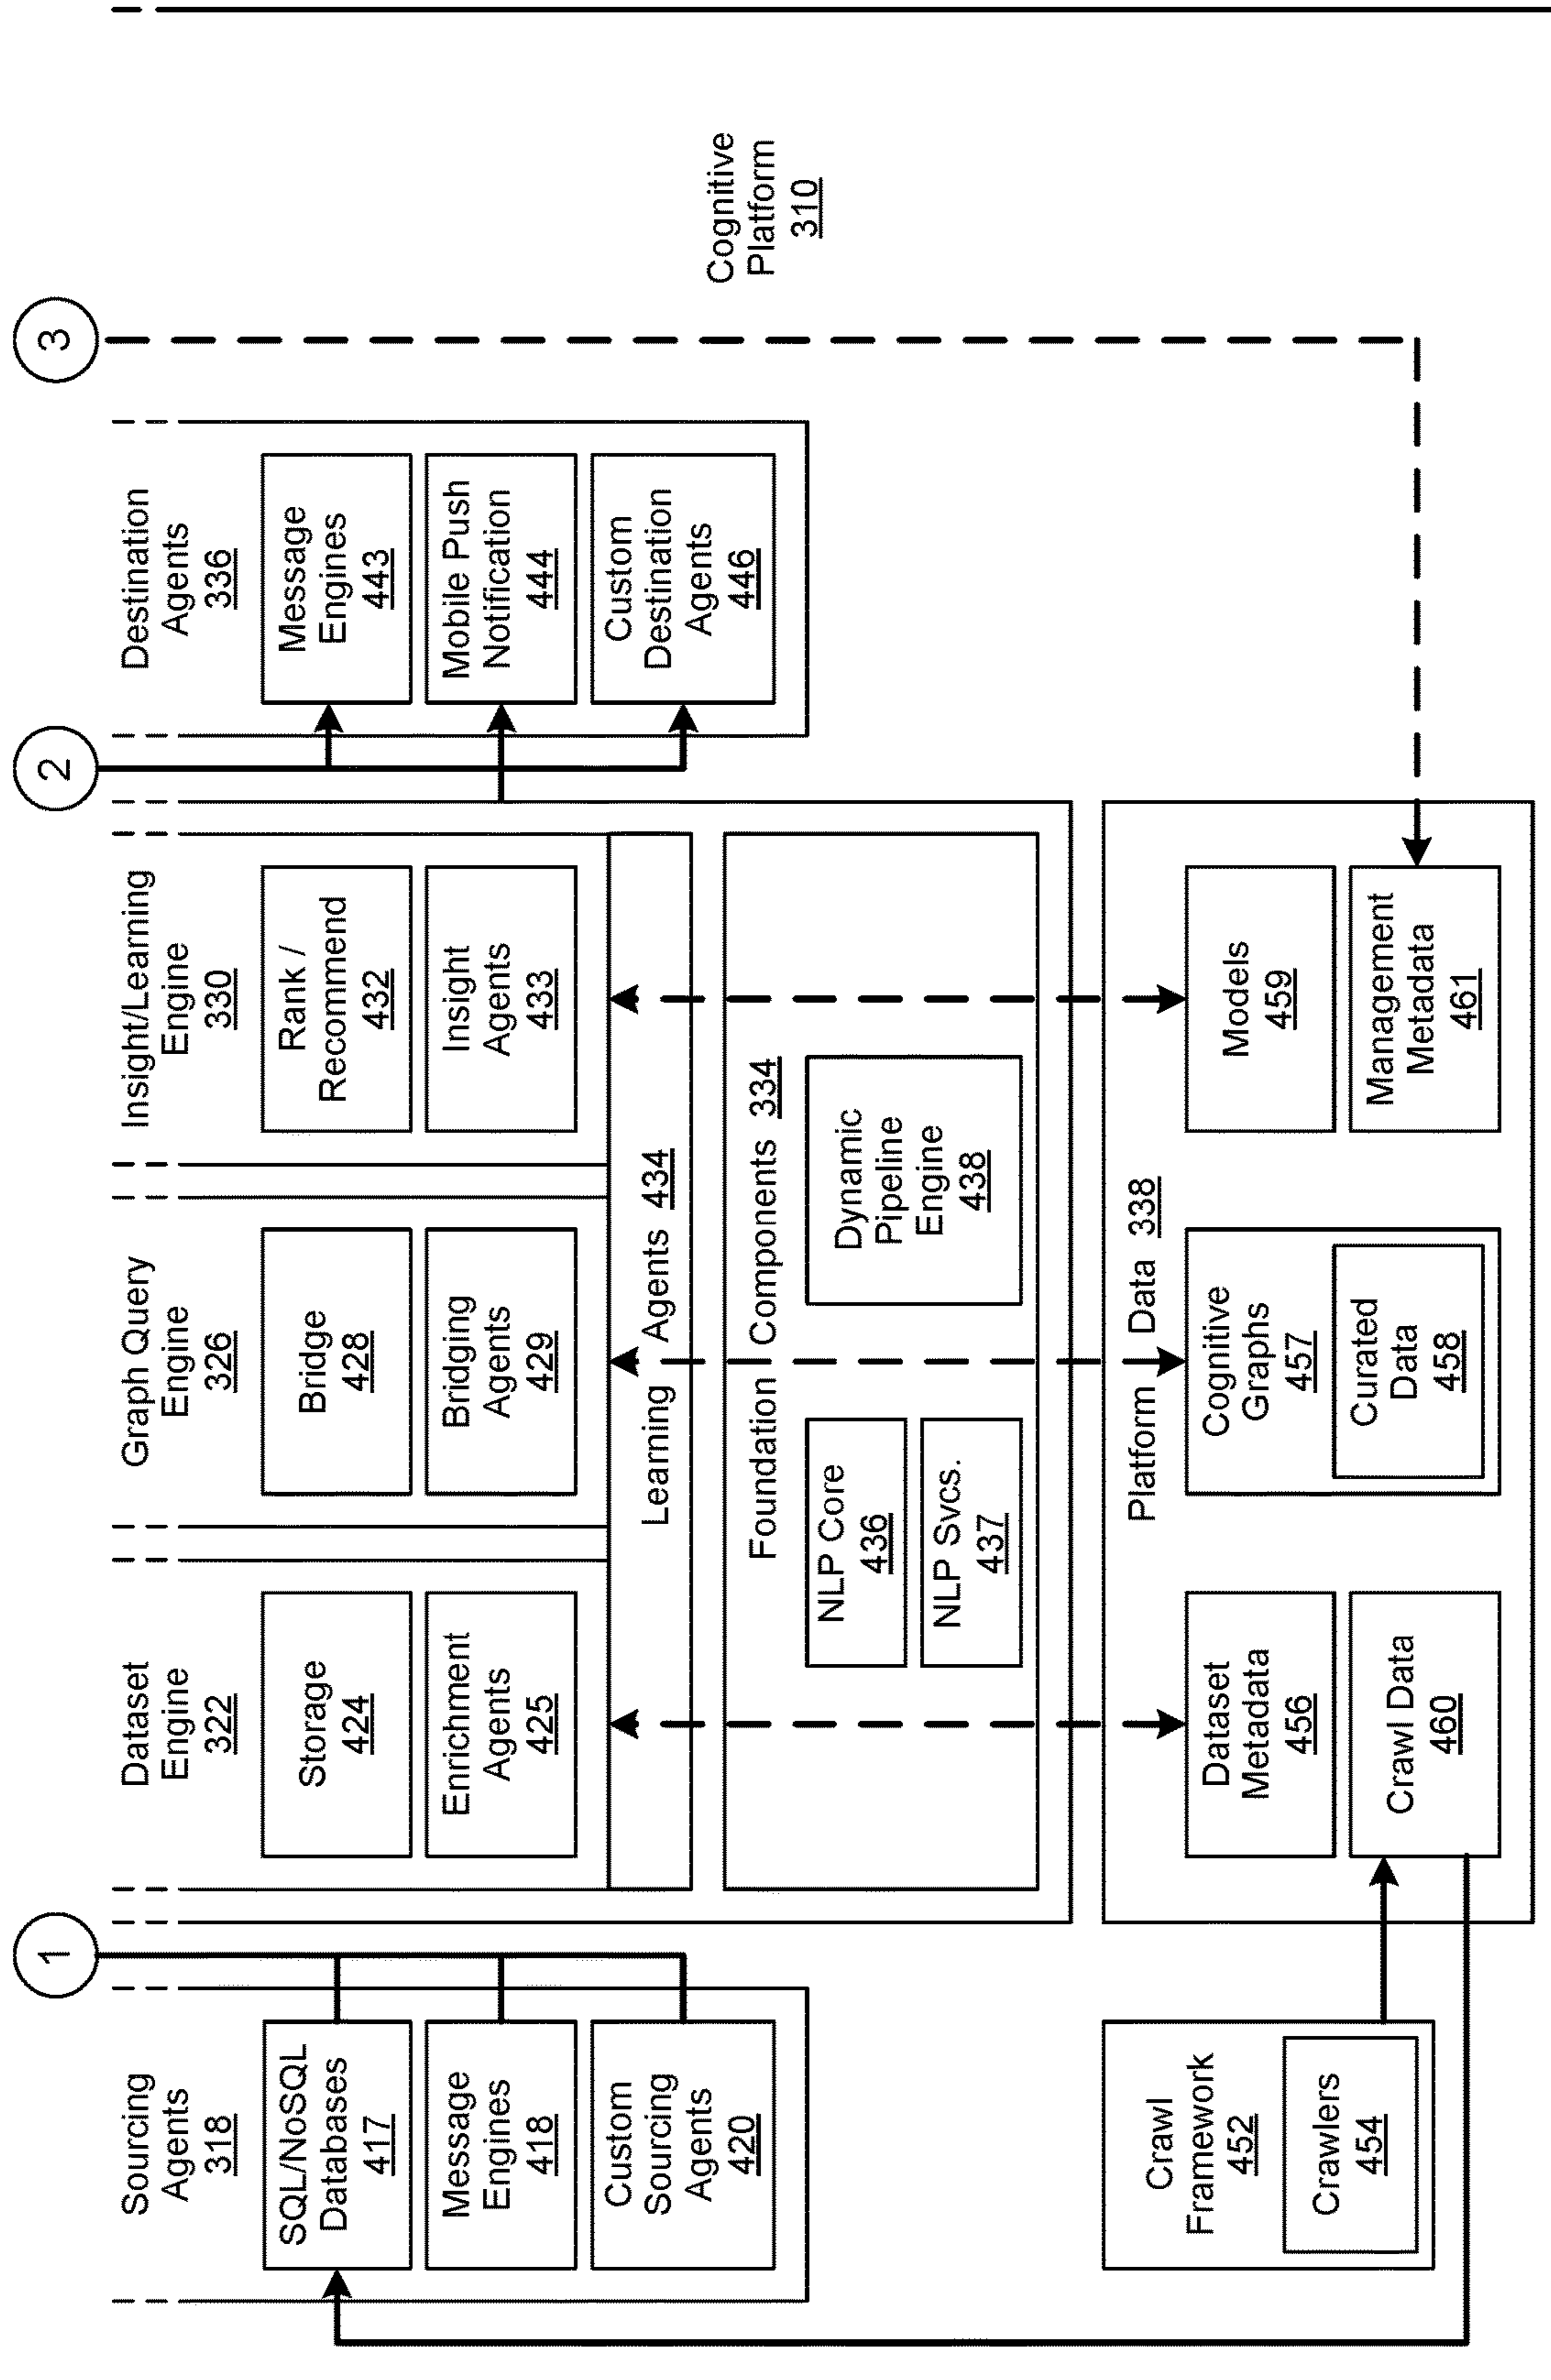 1
2
3
Sourcing
Agents
318
SQL/NoSQL
Databases
417
Message
Engines
418
Custom
Sourcing
Agents
420
Dataset
Engine
322
Storage
424
Enrichment
Agents
425
Graph Query
Engine
326
Bridge
428
Bridging
Agents
429
Insight/Learning
Engine
330
Rank /
Recommend
432
Insight
Agents
433
Learning Agents 434
Foundation Components 334
NLP Core
436
NLP Svcs.
437
Dynamic
Pipeline
Engine
438
Destination
Agents
336
Message
Engines
443
Mobile Push
Notification
444
Custom
Destination
Agents
446
Cognitive
Platform
310
Crawl
Framework
452
Crawlers
454
Platform Data 338
Dataset
Metadata
456
Crawl Data
460
Cognitive
Graphs
457
Curated
Data
458
Models
459
Management
Metadata
461